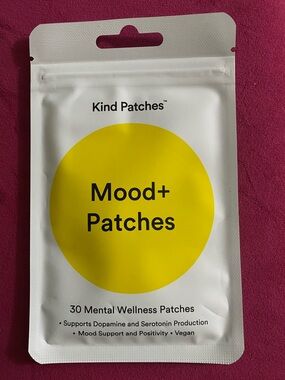 Kind Patches™
Mood+
Patches
30 Mental Wellness Patches
• Supports Dopamine and Serotonin Production
• Mood Support and Positivity • Vegan